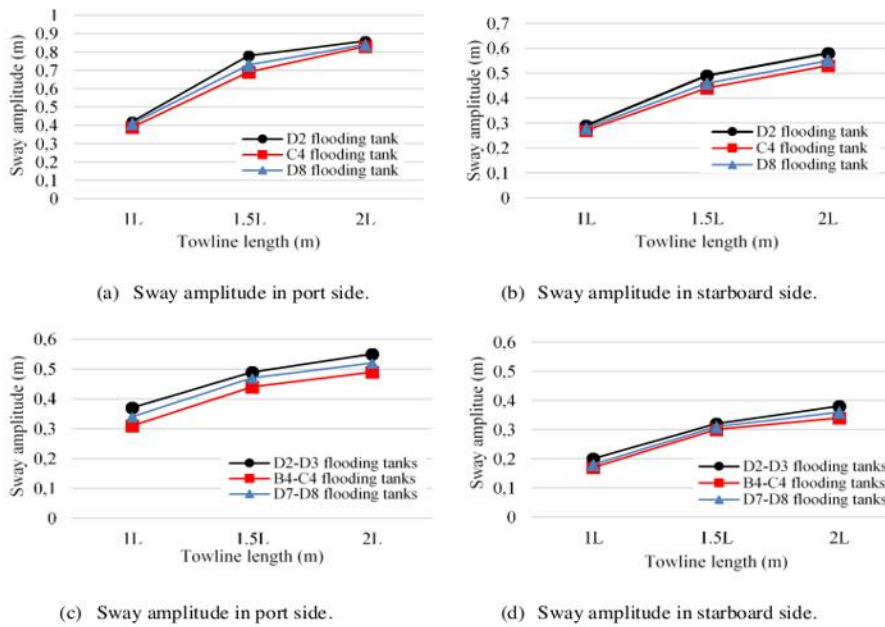 Sway amplitude (m)
1
0.9
0.8
0.7
0.6
0.5
0.4
0.3
0.2
0.1
0
D2 flooding tank
C4 flooding tank
D8 flooding tank
1L 1.5L 2L
Towline length (m)
(a) Sway amplitude in port side.
Sway amplitude (m)
0.7
0.6
0.5
0.4
0.3
0.2
0.1
0
D2 flooding tank
C4 flooding tank
D8 flooding tank
1L 1.5L 2L
Towline length (m)
(b) Sway amplitude in starboard side.
Sway amplitude (m)
0.6
0.5
0.4
0.3
0.2
0.1
0
D2-D3 flooding tanks
B4-C4 flooding tanks
D7-D8 flooding tanks
1L 1.5L 2L
Towline length (m)
(c) Sway amplitude in port side.
Sway amplitue (m)
0.6
0.5
0.4
0.3
0.2
0.1
0
D2-D3 flooding tanks
B4-C4 flooding tanks
D7-D8 flooding tanks
1L 1.5L 2L
Towline length (m)
(d) Sway amplitude in starboard side.